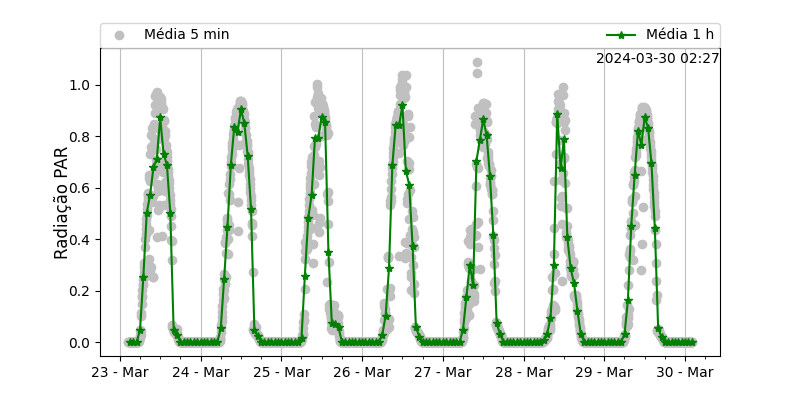 Média 5 min
Média 1 h
2024-03-30 02:27
Radiação PAR
1.0
0.8
0.6
0.4
0.2
0.0
23 - Mar
24 - Mar
25 - Mar
26 - Mar
27 - Mar
28 - Mar
29 - Mar
30 - Mar